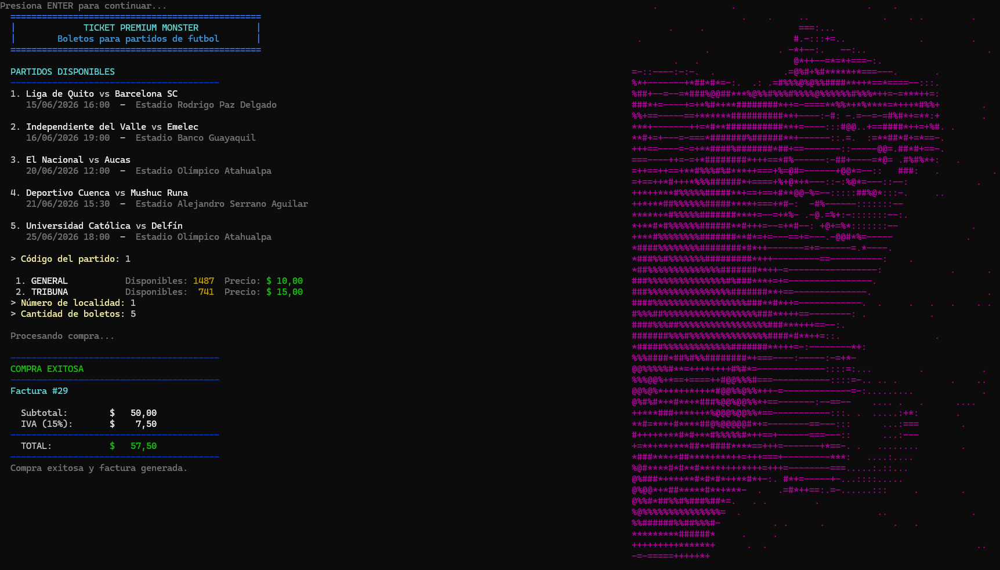 Presiona ENTER para continuar...
TICKET PREMIUM MONSTER
Boletos para partidos de futbol
PARTIDOS DISPONIBLES
1. Liga de Quito vs Barcelona SC
15/06/2026 16:00  —  Estadio Rodrigo Paz Delgado
2. Independiente del Valle vs Emelec
16/06/2026 19:00  —  Estadio Banco Guayaquil
3. El Nacional vs Aucas
20/06/2026 12:00  —  Estadio Olímpico Atahualpa
4. Deportivo Cuenca vs Mushuc Runa
21/06/2026 15:30  —  Estadio Alejandro Serrano Aguilar
5. Universidad Católica vs Delfín
25/06/2026 18:00  —  Estadio Olímpico Atahualpa
> Código del partido: 1
1. GENERAL           Disponibles: 1487  Precio: $ 10,00
2. TRIBUNA           Disponibles:  741  Precio: $ 15,00
> Número de localidad: 1
> Cantidad de boletos: 5
Procesando compra...
COMPRA EXITOSA
Factura #29
Subtotal:        $   50,00
IVA (15%):       $    7,50
TOTAL:           $   57,50
Compra exitosa y factura generada.